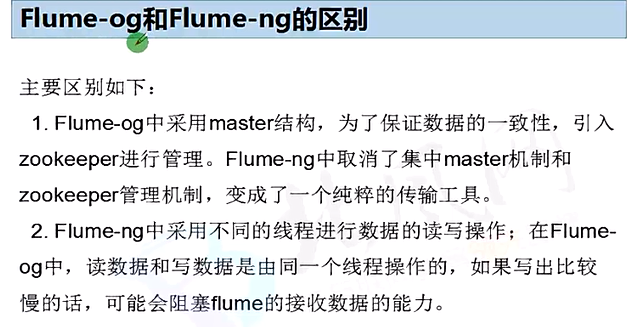 Flume-og和Flume-ng的区别
主要区别如下：
1. Flume-og中采用master结构，为了保证数据的一致性，引入
zookeeper进行管理。Flume-ng中取消了集中master机制和
zookeeper管理机制，变成了一个纯粹的传输工具。
2. Flume-ng中采用不同的线程进行数据的读写操作；在Flume-
og中，读数据和写数据是由同一个线程操作的，如果写出比较
慢的话，可能会阻塞flume的接收数据的能力。